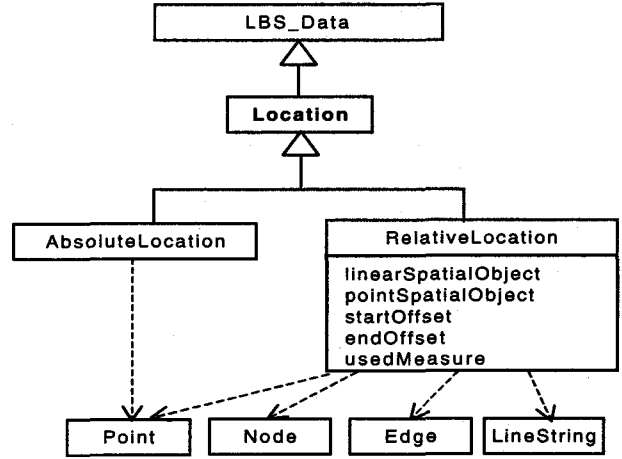 LBS_Data
Location
AbsoluteLocation
RelativeLocation
linearSpatialObject
pointSpatialObject
startOffset
endOffset
usedMeasure
Point
Node
Edge
LineString